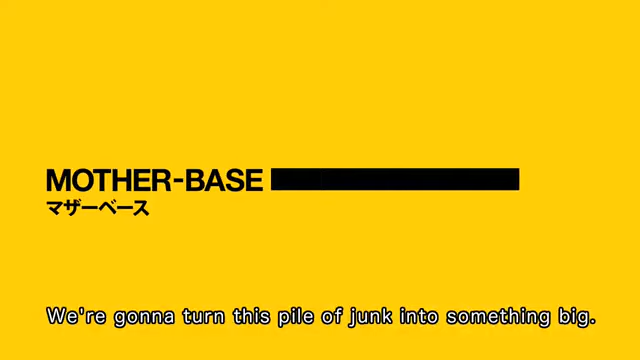 MOTHER-BASE
マザーベース
We're gonna turn this pile of junk into something big.